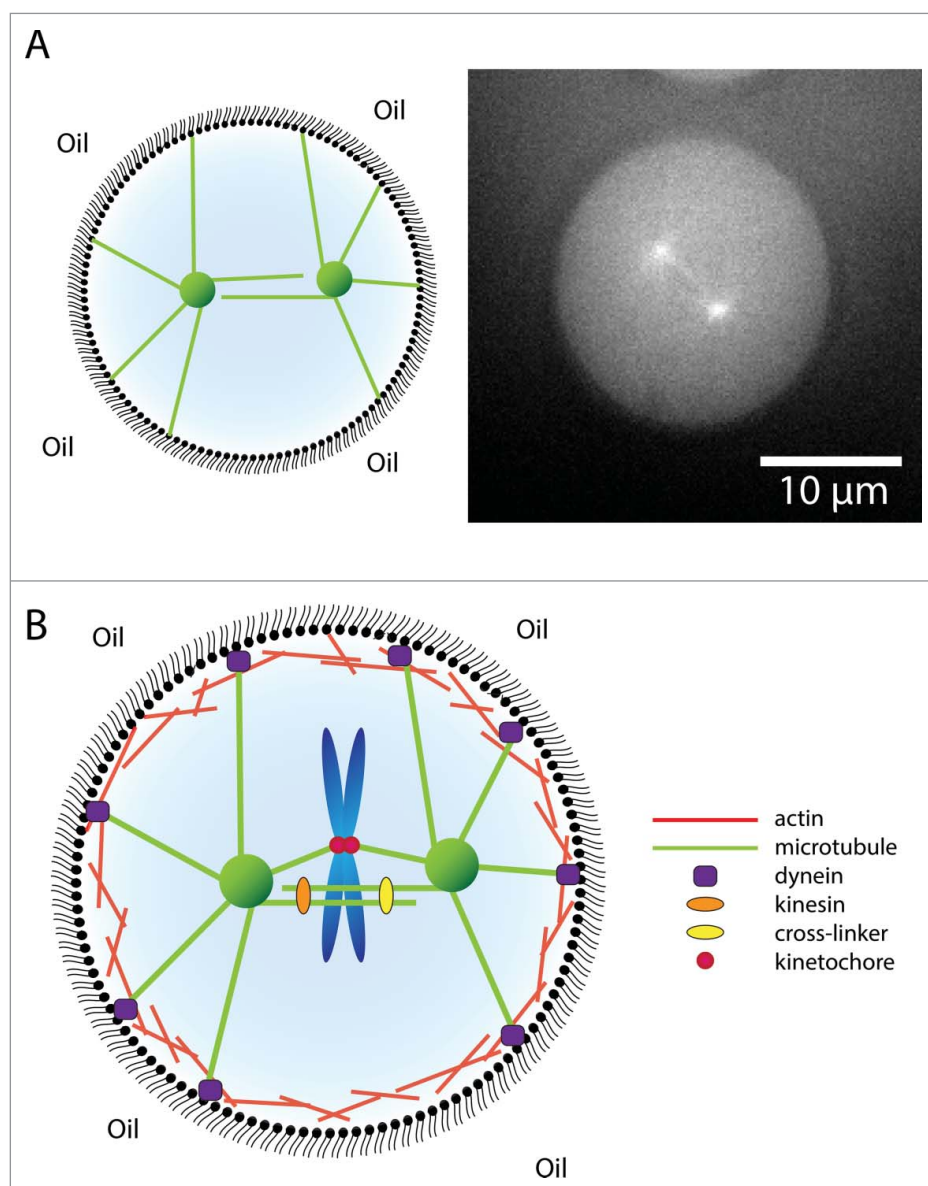 A
Oil
Oil
Oil
Oil
10 µm
B
Oil
Oil
actin
microtubule
dynein
kinesin
cross-linker
kinetochore
Oil
Oil